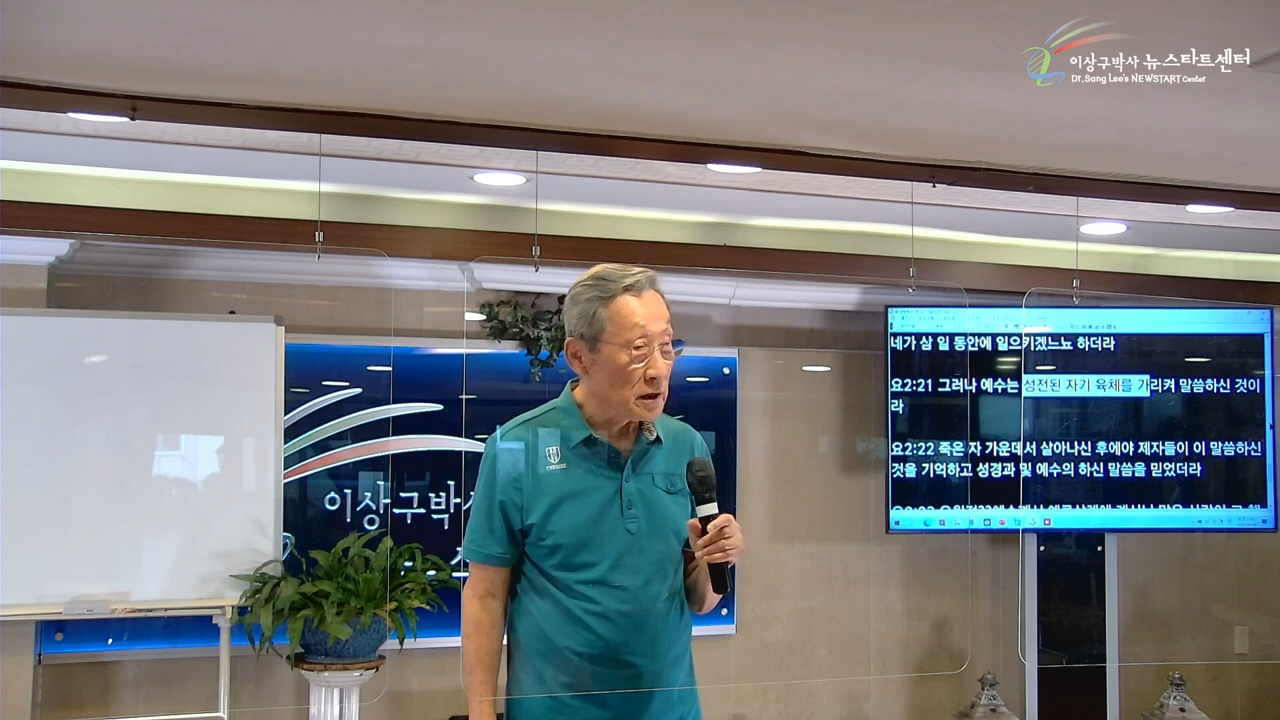 이상구박사 뉴스타트센터
Dr. Sang Lee's NEWSTART Center
네가 삼 일 동안에 일으키겠느뇨 하더라
요2:21 그러나 예수는 성전된 자기 육체를 가리켜 말씀하신 것이
라
요2:22 죽은 자 가운데서 살아나신 후에야 제자들이 이 말씀하신
것을 기억하고 성경과 및 예수의 하신 말씀을 믿었더라
이상구박사